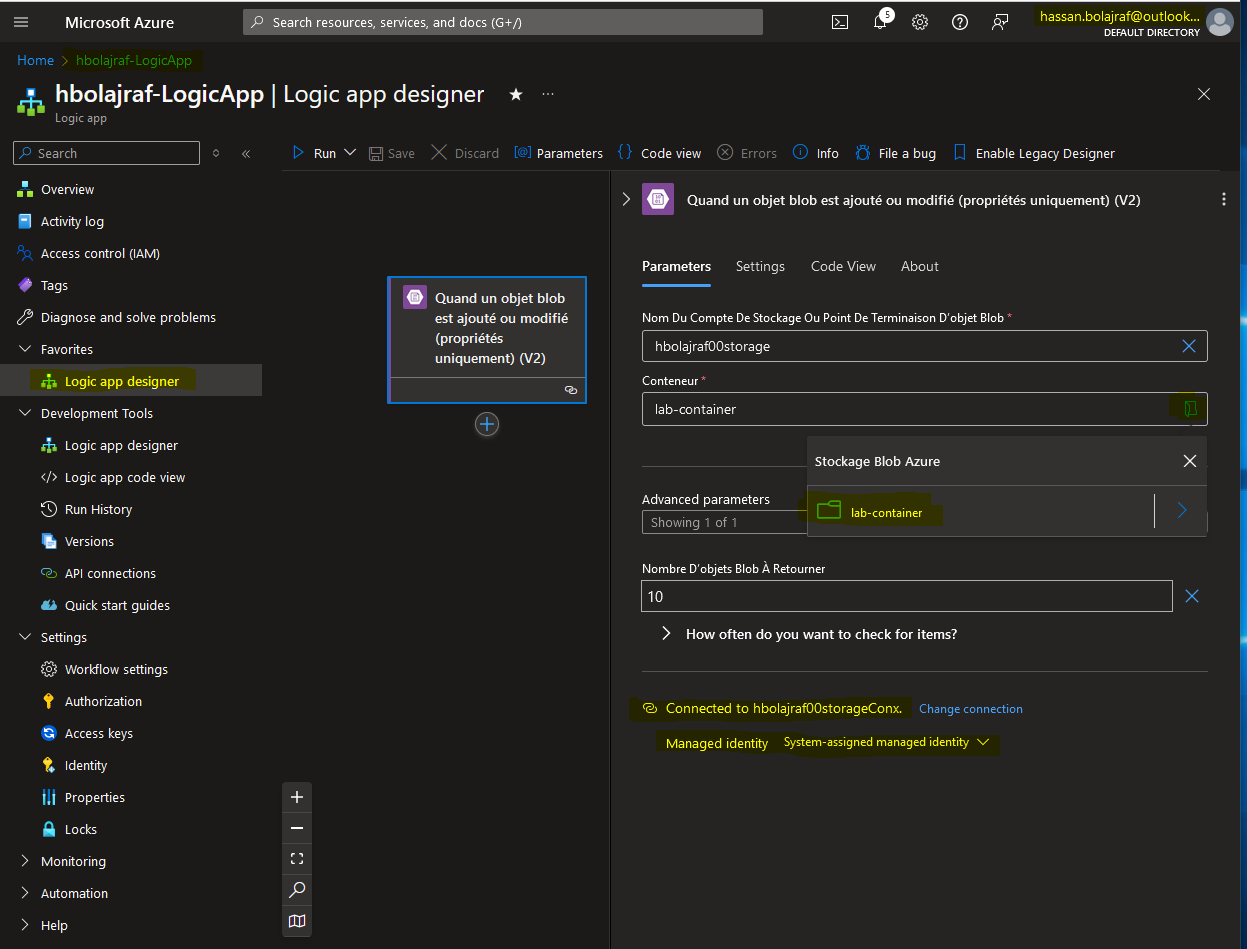 Microsoft Azure
Search resources, services, and docs (G+/)
5
hassan.bolajraf@outlook...
DEFAULT DIRECTORY
Home > hbolajraf-LogicApp
hbolajraf-LogicApp | Logic app designer
Logic app
Search
Run
Save
Discard
Parameters
Code view
Errors
Info
File a bug
Enable Legacy Designer
Overview
Activity log
Access control (IAM)
Tags
Diagnose and solve problems
Favorites
Logic app designer
Development Tools
Logic app designer
Logic app code view
Run History
Versions
API connections
Quick start guides
Settings
Workflow settings
Authorization
Access keys
Identity
Properties
Locks
Monitoring
Automation
Help
Quand un objet blob
est ajouté ou modifié
(propriétés
uniquement) (V2)
Quand un objet blob est ajouté ou modifié (propriétés uniquement) (V2)
Parameters
Settings
Code View
About
Nom Du Compte De Stockage Ou Point De Terminaison D'objet Blob *
hbolajraf00storage
Conteneur *
lab-container
Stockage Blob Azure
lab-container
Advanced parameters
Showing 1 of 1
Nombre D'objets Blob À Retourner
10
How often do you want to check for items?
Connected to hbolajraf00storageConx. Change connection
Managed identity System-assigned managed identity